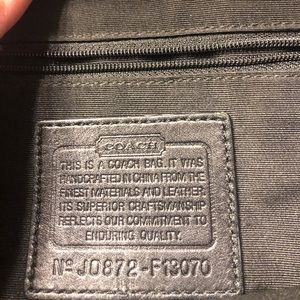 COACH
THIS IS A COACH BAG. IT WAS
HANDCRAFTED IN CHINA FROM THE
FINEST MATERIALS AND LEATHER.
ITS SUPERIOR CRAFTSMANSHIP
REFLECTS OUR COMMITMENT TO
ENDURING QUALITY.
Nº J0872-F13070